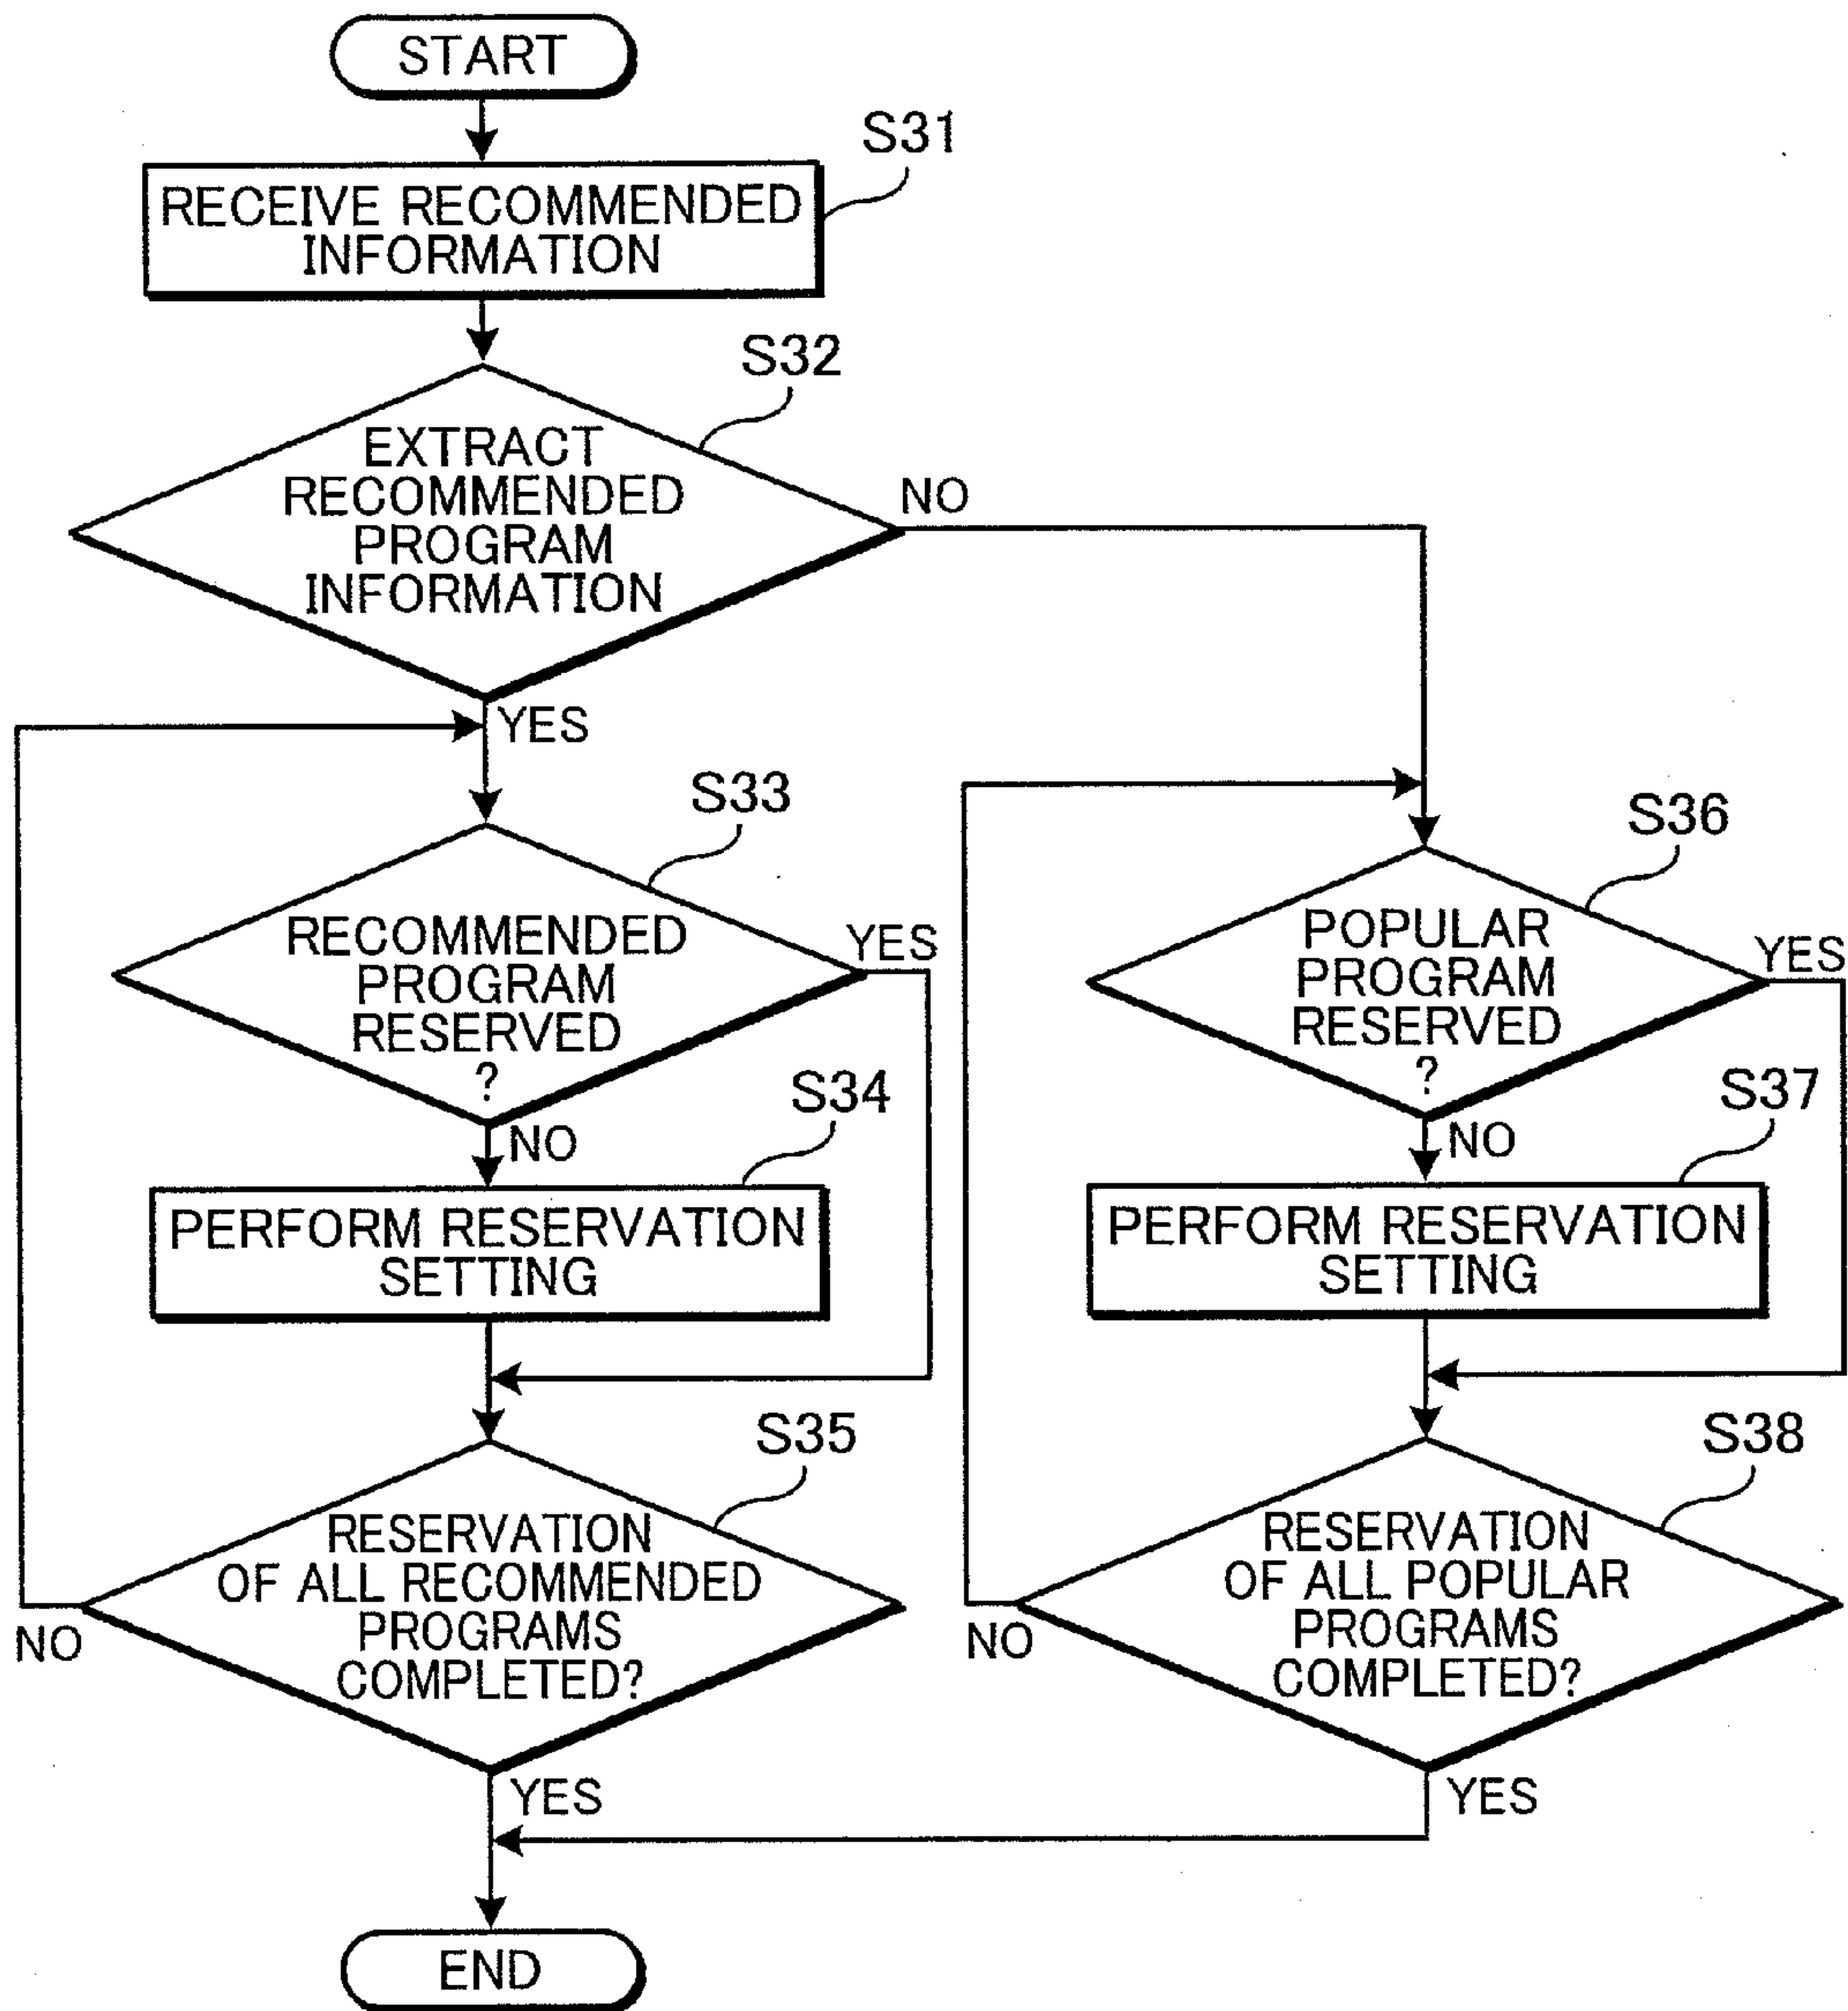 START
S31
RECEIVE RECOMMENDED
INFORMATION
S32
EXTRACT
RECOMMENDED
PROGRAM
INFORMATION
NO
YES
S33
RECOMMENDED
PROGRAM
RESERVED
?
YES
NO
S34
PERFORM RESERVATION
SETTING
S35
RESERVATION
OF ALL RECOMMENDED
PROGRAMS
COMPLETED?
NO
YES
S36
POPULAR
PROGRAM
RESERVED
?
YES
NO
S37
PERFORM RESERVATION
SETTING
S38
RESERVATION
OF ALL POPULAR
PROGRAMS
COMPLETED?
NO
YES
END